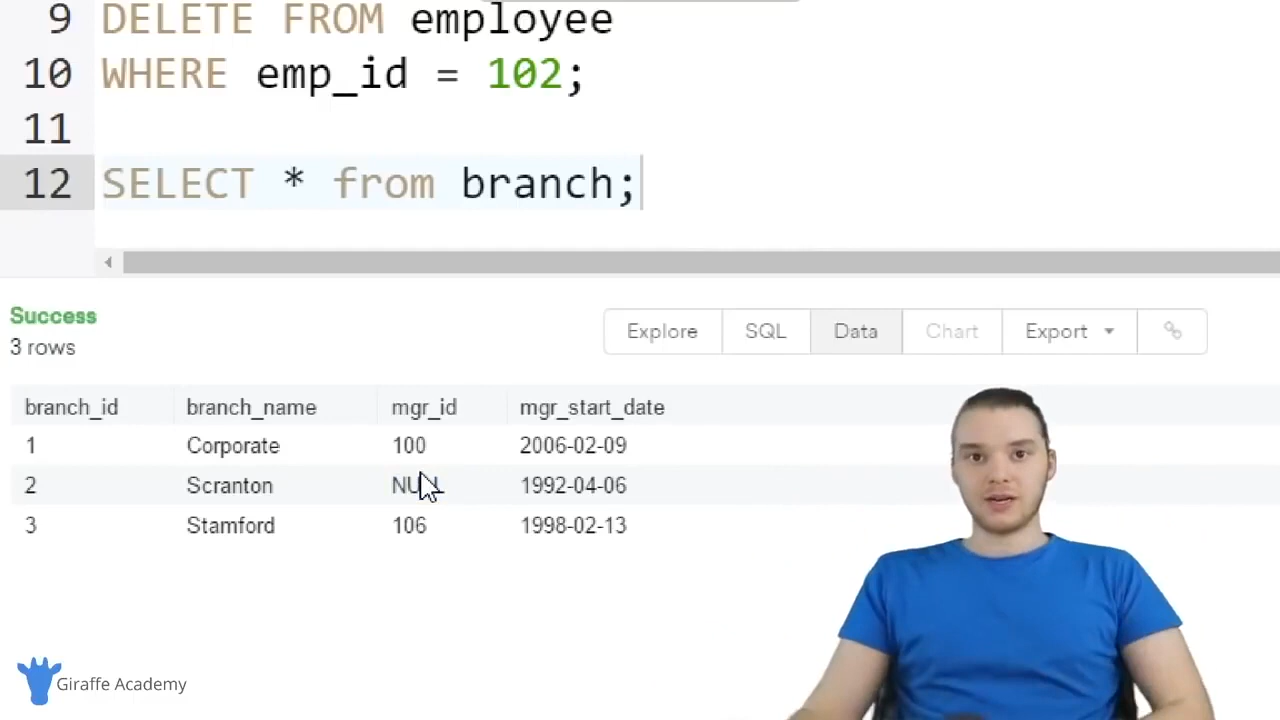 9 DELETE FROM employee
10 WHERE emp_id = 102;
11
12 SELECT * from branch;
Success
3 rows
Explore SQL Data Chart Export
branch_id branch_name mgr_id mgr_start_date
1 Corporate 100 2006-02-09
2 Scranton 1992-04-06
3 Stamford 106 1998-02-13
Giraffe Academy